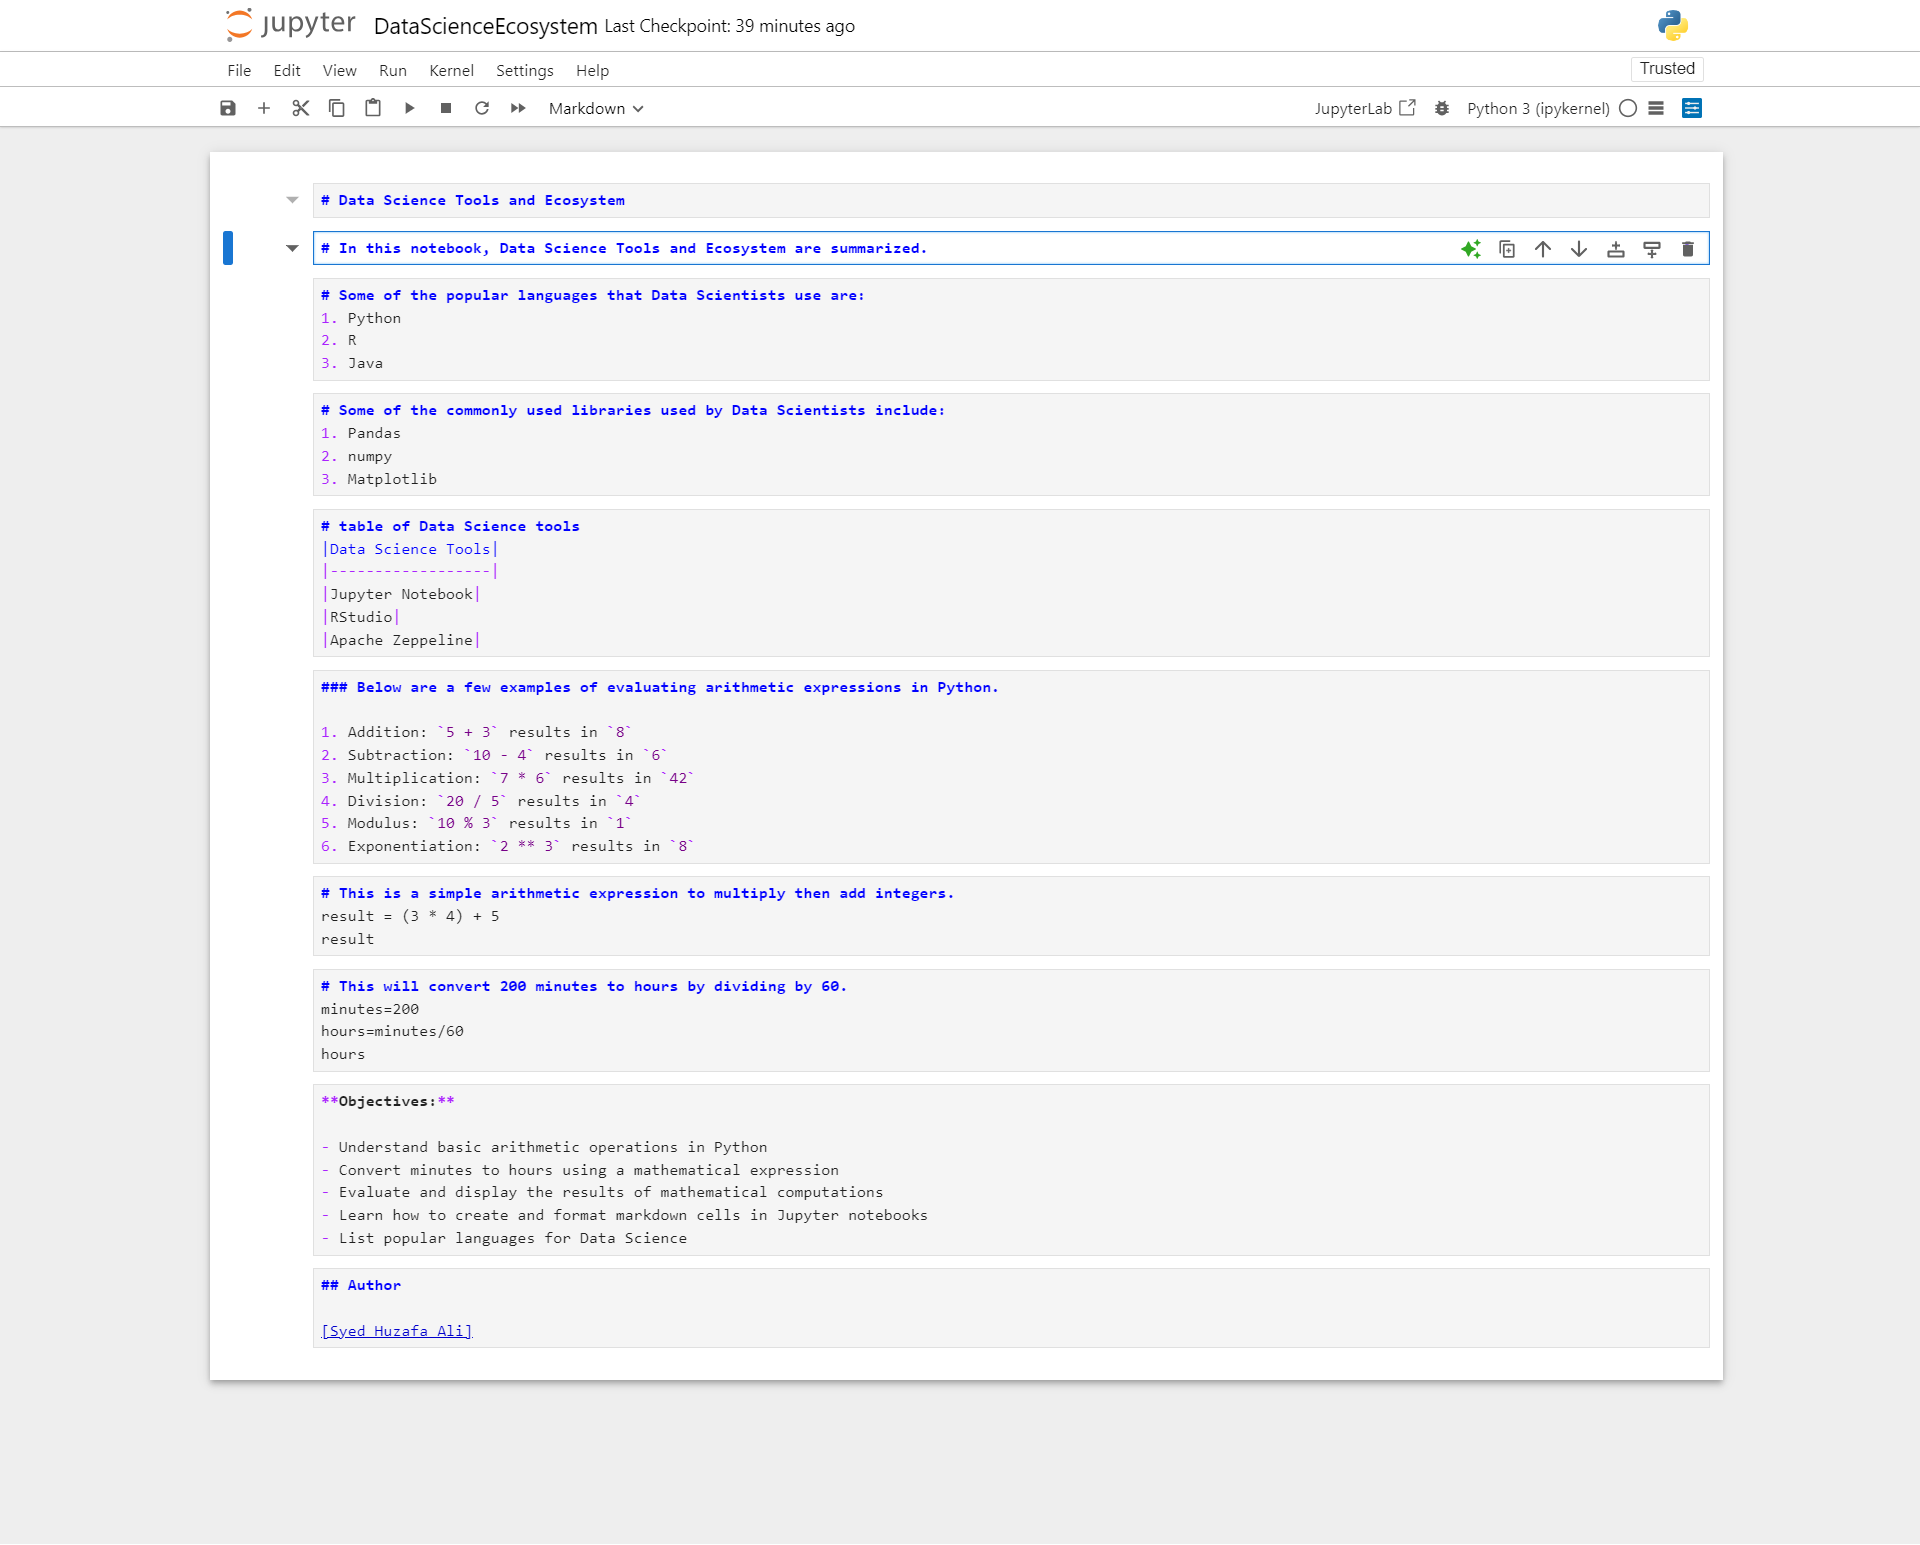 jupyter DataScienceEcosystem Last Checkpoint: 39 minutes ago
File Edit View Run Kernel Settings Help Trusted
Markdown JupyterLab Python 3 (ipykernel)
# Data Science Tools and Ecosystem
# In this notebook, Data Science Tools and Ecosystem are summarized.
# Some of the popular languages that Data Scientists use are:
1. Python
2. R
3. Java
# Some of the commonly used libraries used by Data Scientists include:
1. Pandas
2. numpy
3. Matplotlib
# table of Data Science tools
|Data Science Tools|
|------------------|
|Jupyter Notebook|
|RStudio|
|Apache Zeppeline|
### Below are a few examples of evaluating arithmetic expressions in Python.
1. Addition: `5 + 3` results in `8`
2. Subtraction: `10 - 4` results in `6`
3. Multiplication: `7 * 6` results in `42`
4. Division: `20 / 5` results in `4`
5. Modulus: `10 % 3` results in `1`
6. Exponentiation: `2 ** 3` results in `8`
# This is a simple arithmetic expression to multiply then add integers.
result = (3 * 4) + 5
result
# This will convert 200 minutes to hours by dividing by 60.
minutes=200
hours=minutes/60
hours
**Objectives:**
- Understand basic arithmetic operations in Python
- Convert minutes to hours using a mathematical expression
- Evaluate and display the results of mathematical computations
- Learn how to create and format markdown cells in Jupyter notebooks
- List popular languages for Data Science
## Author
[Syed Huzafa Ali]